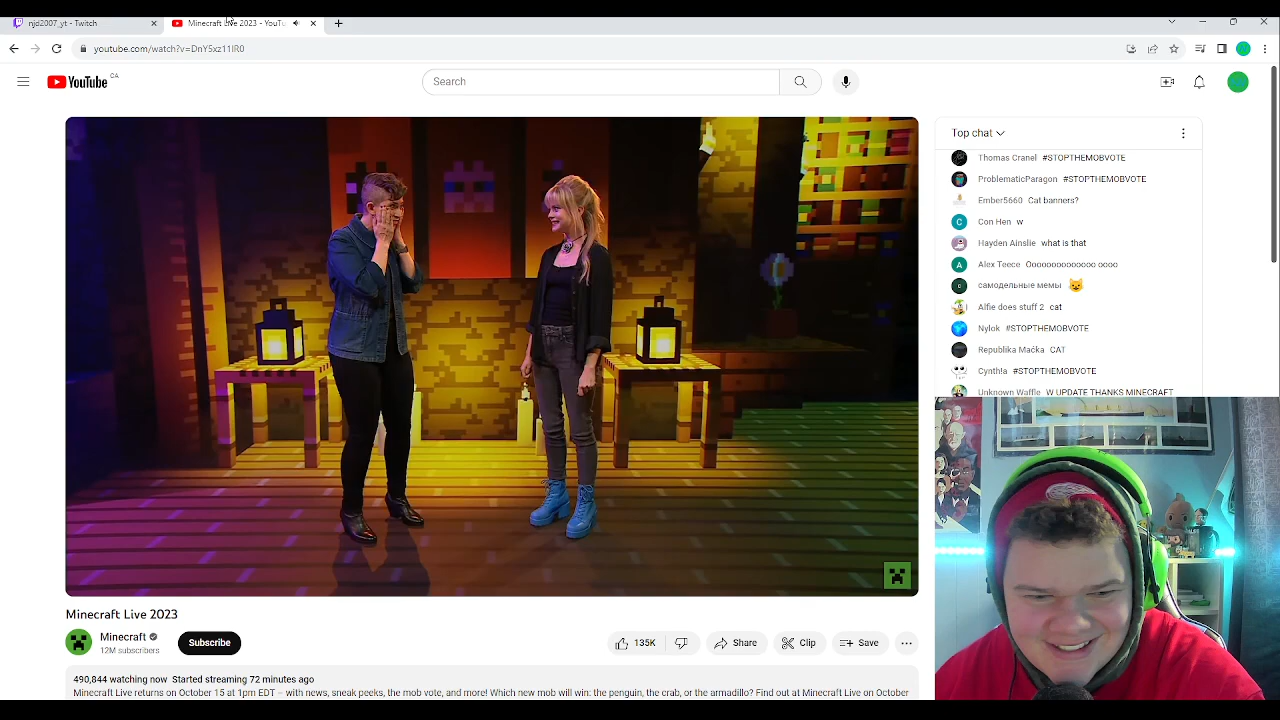 njd2007_yt - Twitch
Minecraft Live 2023 - YouTu
youtube.com/watch?v=DnY5xz11lR0
YouTube CA
Search
Top chat
Thomas Cranel #STOPTHEMOBVOTE
ProblematicParagon #STOPTHEMOBVOTE
Ember5660 Cat banners?
Con Hen w
Hayden Ainslie what is that
Alex Teece Ooooooooooooo oooo
самодельные мемы
Alfie does stuff 2 cat
Nylok #STOPTHEMOBVOTE
Republika Maćka CAT
Cynth!a #STOPTHEMOBVOTE
Unknown Waffle W UPDATE THANKS MINECRAFT
Minecraft Live 2023
Minecraft
12M subscribers
Subscribe
135K
Share
Clip
Save
490,844 watching now Started streaming 72 minutes ago
Minecraft Live returns on October 15 at 1pm EDT – with news, sneak peeks, the mob vote, and more! Which new mob will win: the penguin, the crab, or the armadillo? Find out at Minecraft Live on October